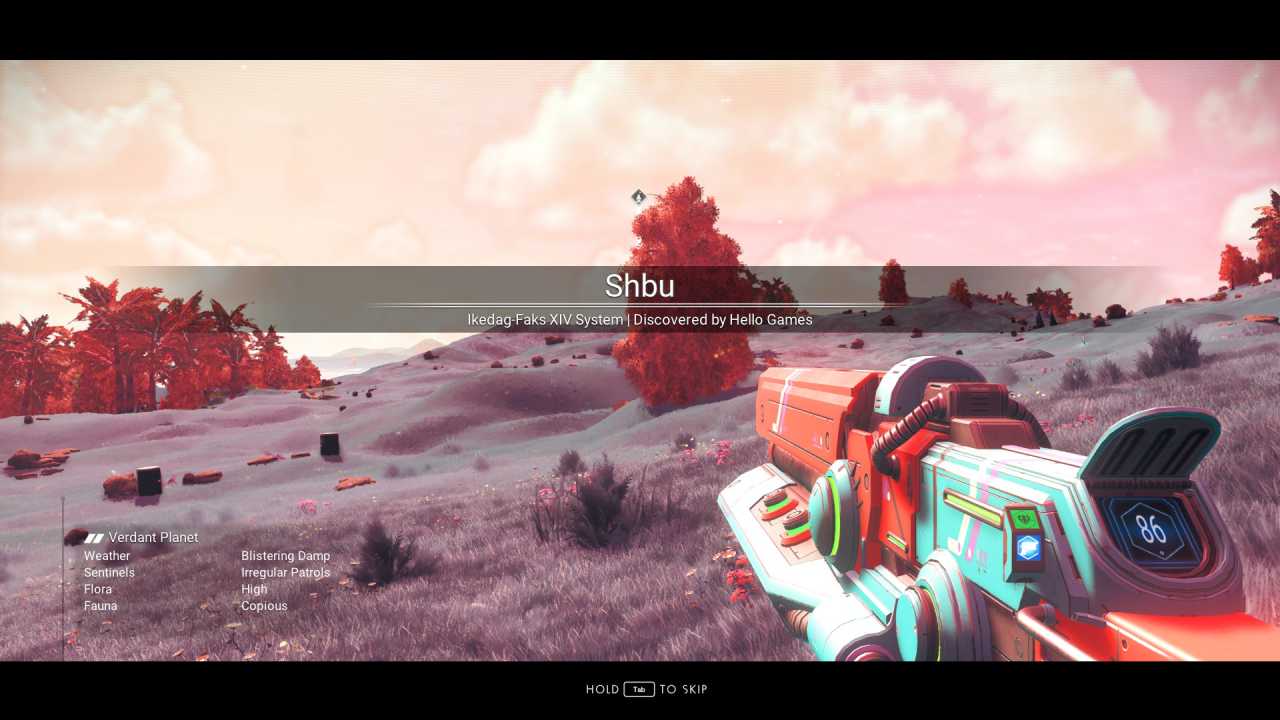 Shbu
Ikedag-Faks XIV System | Discovered by Hello Games
86
Verdant Planet
Weather Blistering Damp
Sentinels Irregular Patrols
Flora High
Fauna Copious
HOLD Tab TO SKIP